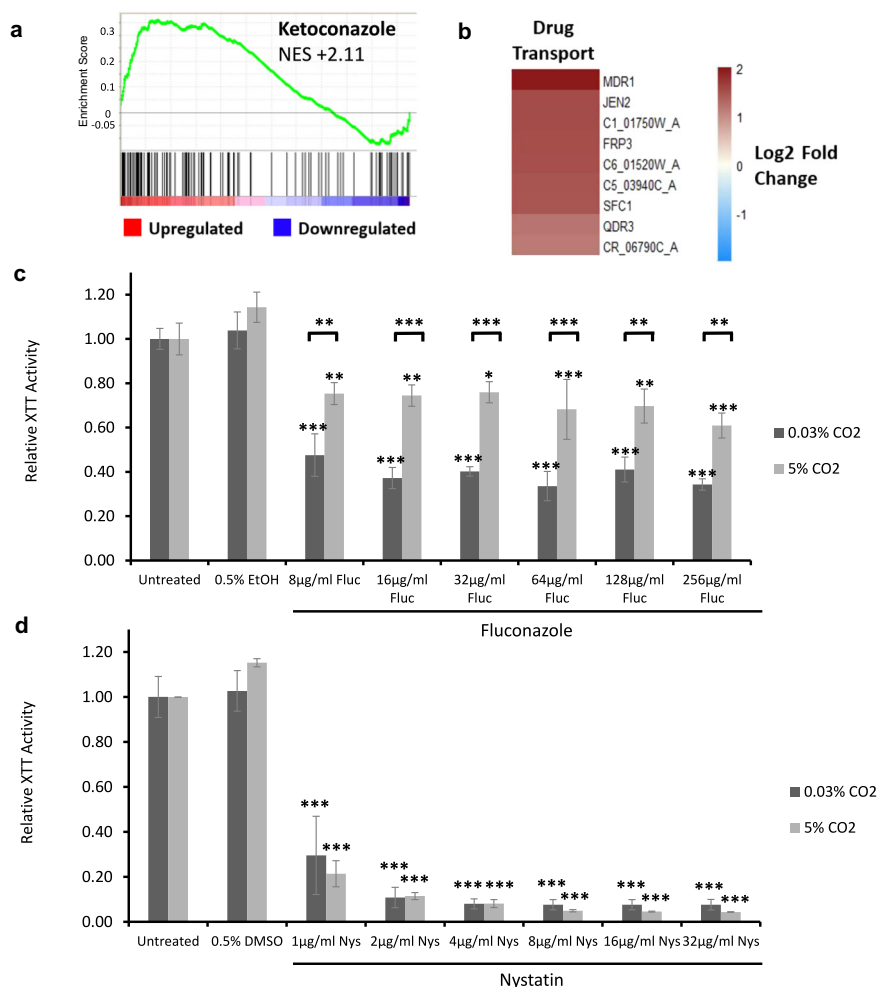 a
Ketoconazole
NES +2.11
Enrichment Score
0.3
0.2
0.1
0
-0.05
Upregulated
Downregulated
b
Drug
Transport
MDR1
JEN2
C1_01750W_A
FRP3
C6_01520W_A
C5_03940C_A
SFC1
QDR3
CR_06790C_A
2
1
0
-1
Log2 Fold
Change
c
Relative XTT Activity
1.20
1.00
0.80
0.60
0.40
0.20
0.00
** *** *** *** ** **
** ** * *** ** ***
*** *** *** *** *** ***
0.03% CO2
5% CO2
Untreated
0.5% EtOH
8µg/ml Fluc
16µg/ml
Fluc
32µg/ml
Fluc
64µg/ml
Fluc
128µg/ml
Fluc
256µg/ml
Fluc
Fluconazole
d
Relative XTT Activity
1.20
1.00
0.80
0.60
0.40
0.20
0.00
*** *** *** *** *** ***
*** *** *** *** *** ***
0.03% CO2
5% CO2
Untreated
0.5% DMSO
1µg/ml Nys
2µg/ml Nys
4µg/ml Nys
8µg/ml Nys
16µg/ml Nys
32µg/ml Nys
Nystatin